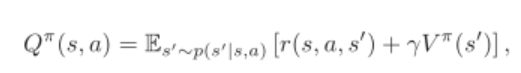 Q^π(s, a) = 𝔼_{s′∼p(s′|s,a)} [r(s, a, s′) + γV^π(s′)] ,